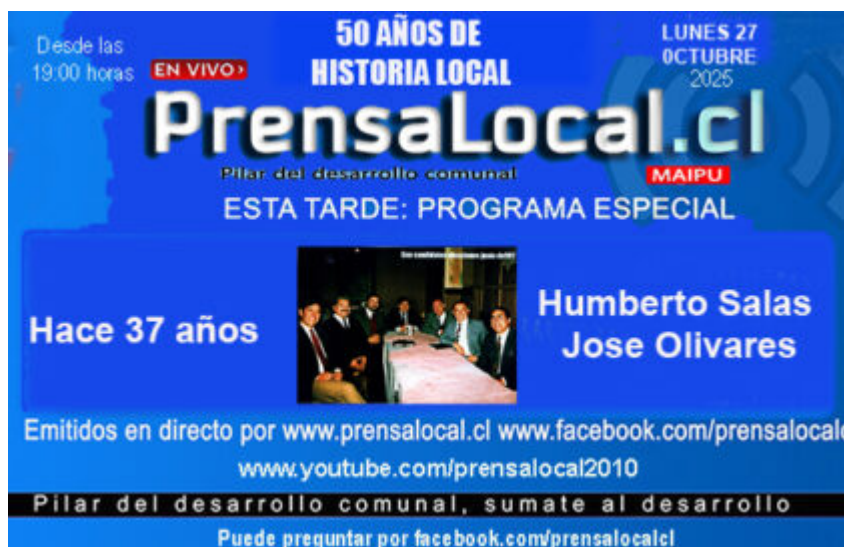 Desde las
19:00 horas
EN VIVO›
50 AÑOS DE
HISTORIA LOCAL
LUNES 27
OCTUBRE
2025
PrensaLocal.cl
Pilar del desarrollo comunal
MAIPU
ESTA TARDE: PROGRAMA ESPECIAL
Hace 37 años
Humberto Salas
Jose Olivares
Emitidos en directo por www.prensalocal.cl www.facebook.com/prensalocalc
www.youtube.com/prensalocal2010
Pilar del desarrollo comunal, sumate al desarrollo
Puede preguntar por facebook.com/prensalocalcl